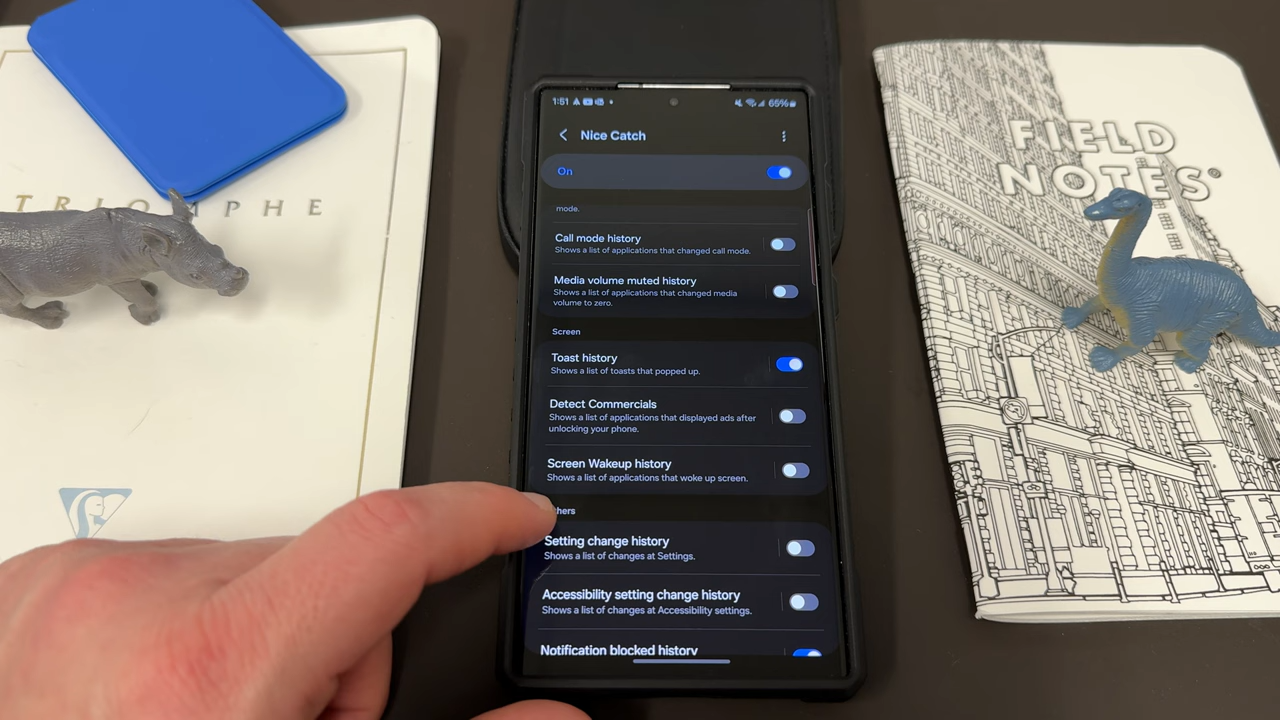 TRIOMPHE
1:51
65%
Nice Catch
On
mode.
Call mode history
Shows a list of applications that changed call mode.
Media volume muted history
Shows a list of applications that changed media
volume to zero.
Screen
Toast history
Shows a list of toasts that popped up.
Detect Commercials
Shows a list of applications that displayed ads after
unlocking your phone.
Screen Wakeup history
Shows a list of applications that woke up screen.
hers
Setting change history
Shows a list of changes at Settings.
Accessibility setting change history
Shows a list of changes at Accessibility settings.
Notification blocked history
FIELD
NOTES®